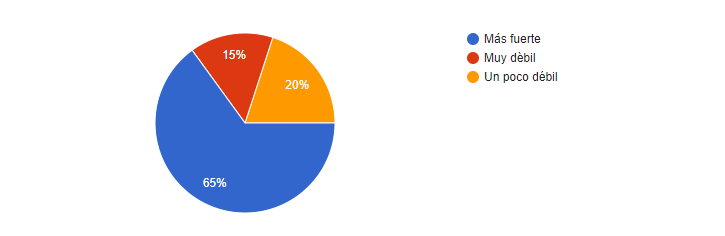 Más fuerte
Muy dèbil
Un poco débil
15%
20%
65%